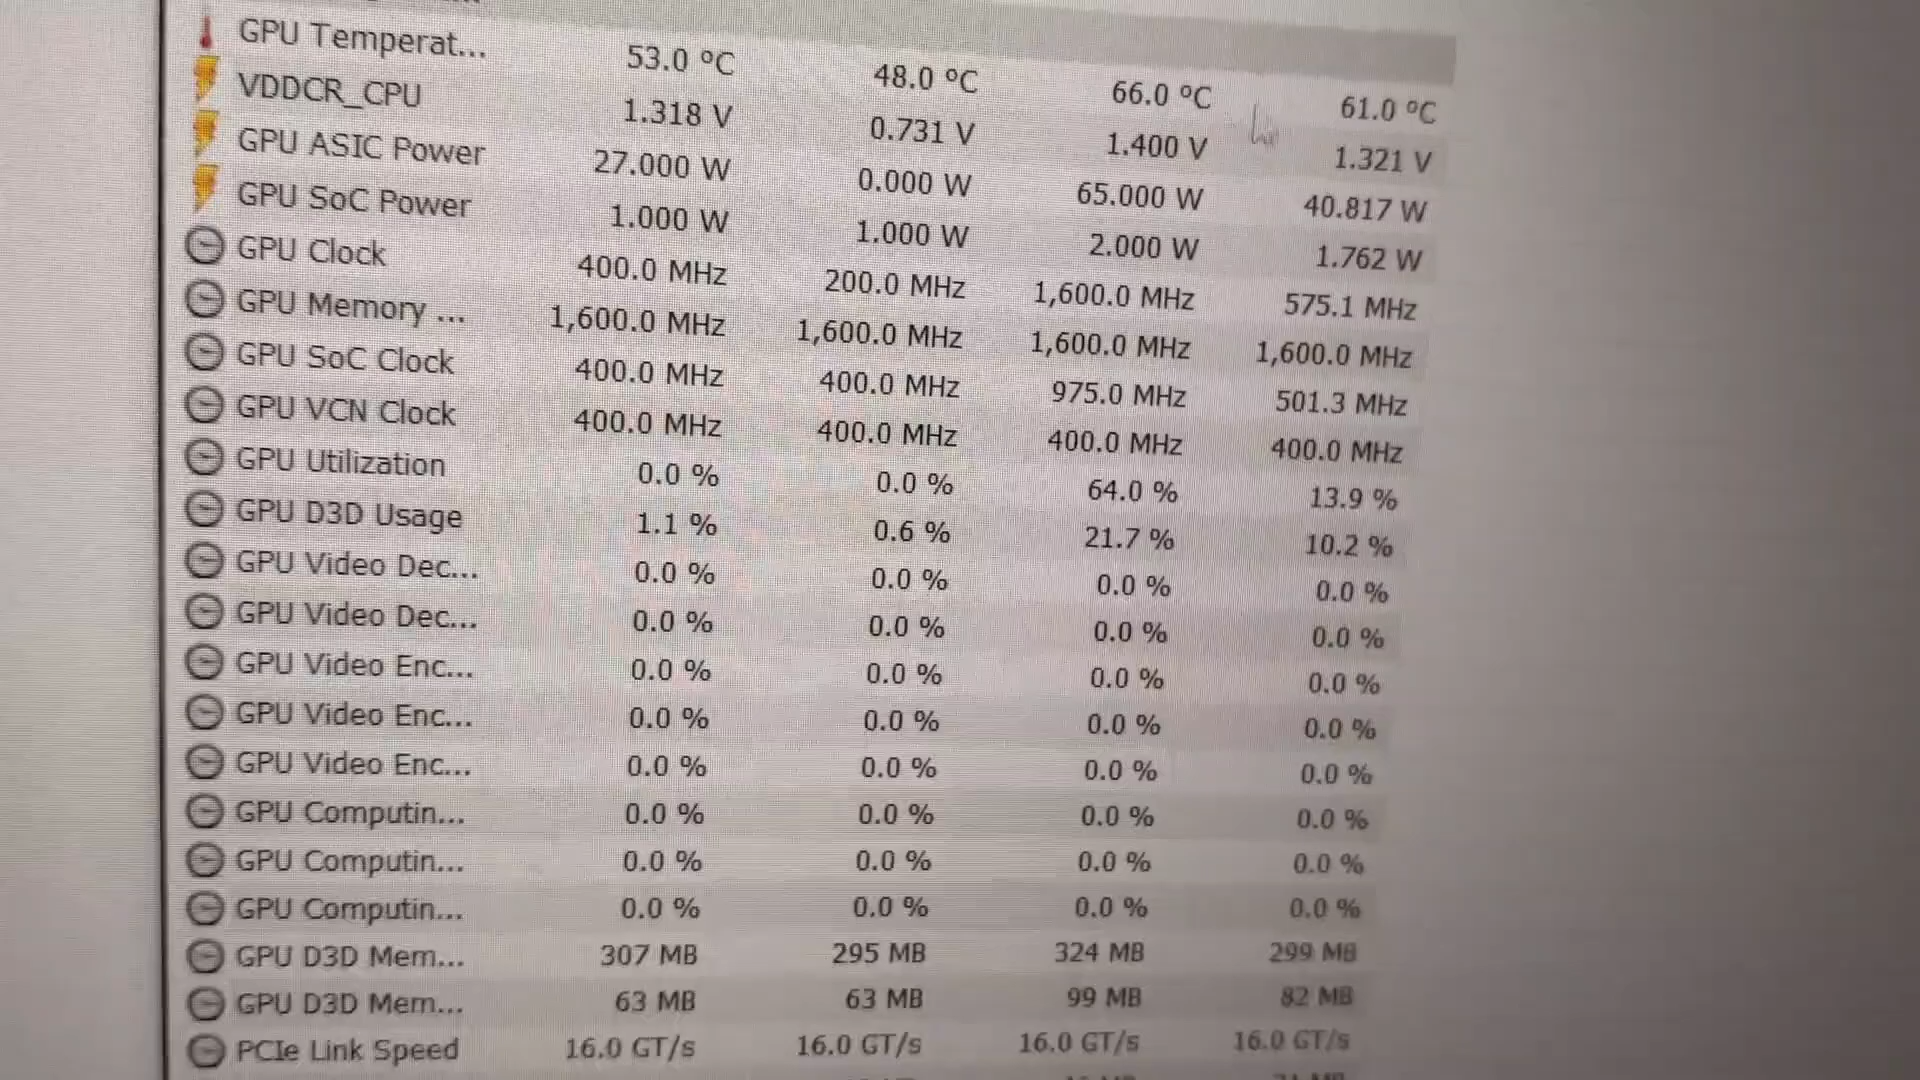 GPU Temperat... 53.0 °C 48.0 °C 66.0 °C 61.0 °C
VDDCR_CPU 1.318 V 0.731 V 1.400 V 1.321 V
GPU ASIC Power 27.000 W 0.000 W 65.000 W 40.817 W
GPU SoC Power 1.000 W 1.000 W 2.000 W 1.762 W
GPU Clock 400.0 MHz 200.0 MHz 1,600.0 MHz 575.1 MHz
GPU Memory ... 1,600.0 MHz 1,600.0 MHz 1,600.0 MHz 1,600.0 MHz
GPU SoC Clock 400.0 MHz 400.0 MHz 975.0 MHz 501.3 MHz
GPU VCN Clock 400.0 MHz 400.0 MHz 400.0 MHz 400.0 MHz
GPU Utilization 0.0 % 0.0 % 64.0 % 13.9 %
GPU D3D Usage 1.1 % 0.6 % 21.7 % 10.2 %
GPU Video Dec... 0.0 % 0.0 % 0.0 % 0.0 %
GPU Video Dec... 0.0 % 0.0 % 0.0 % 0.0 %
GPU Video Enc... 0.0 % 0.0 % 0.0 % 0.0 %
GPU Video Enc... 0.0 % 0.0 % 0.0 % 0.0 %
GPU Video Enc... 0.0 % 0.0 % 0.0 % 0.0 %
GPU Computin... 0.0 % 0.0 % 0.0 % 0.0 %
GPU Computin... 0.0 % 0.0 % 0.0 % 0.0 %
GPU Computin... 0.0 % 0.0 % 0.0 % 0.0 %
GPU D3D Mem... 307 MB 295 MB 324 MB 299 MB
GPU D3D Mem... 63 MB 63 MB 99 MB 82 MB
PCIe Link Speed 16.0 GT/s 16.0 GT/s 16.0 GT/s 16.0 GT/s